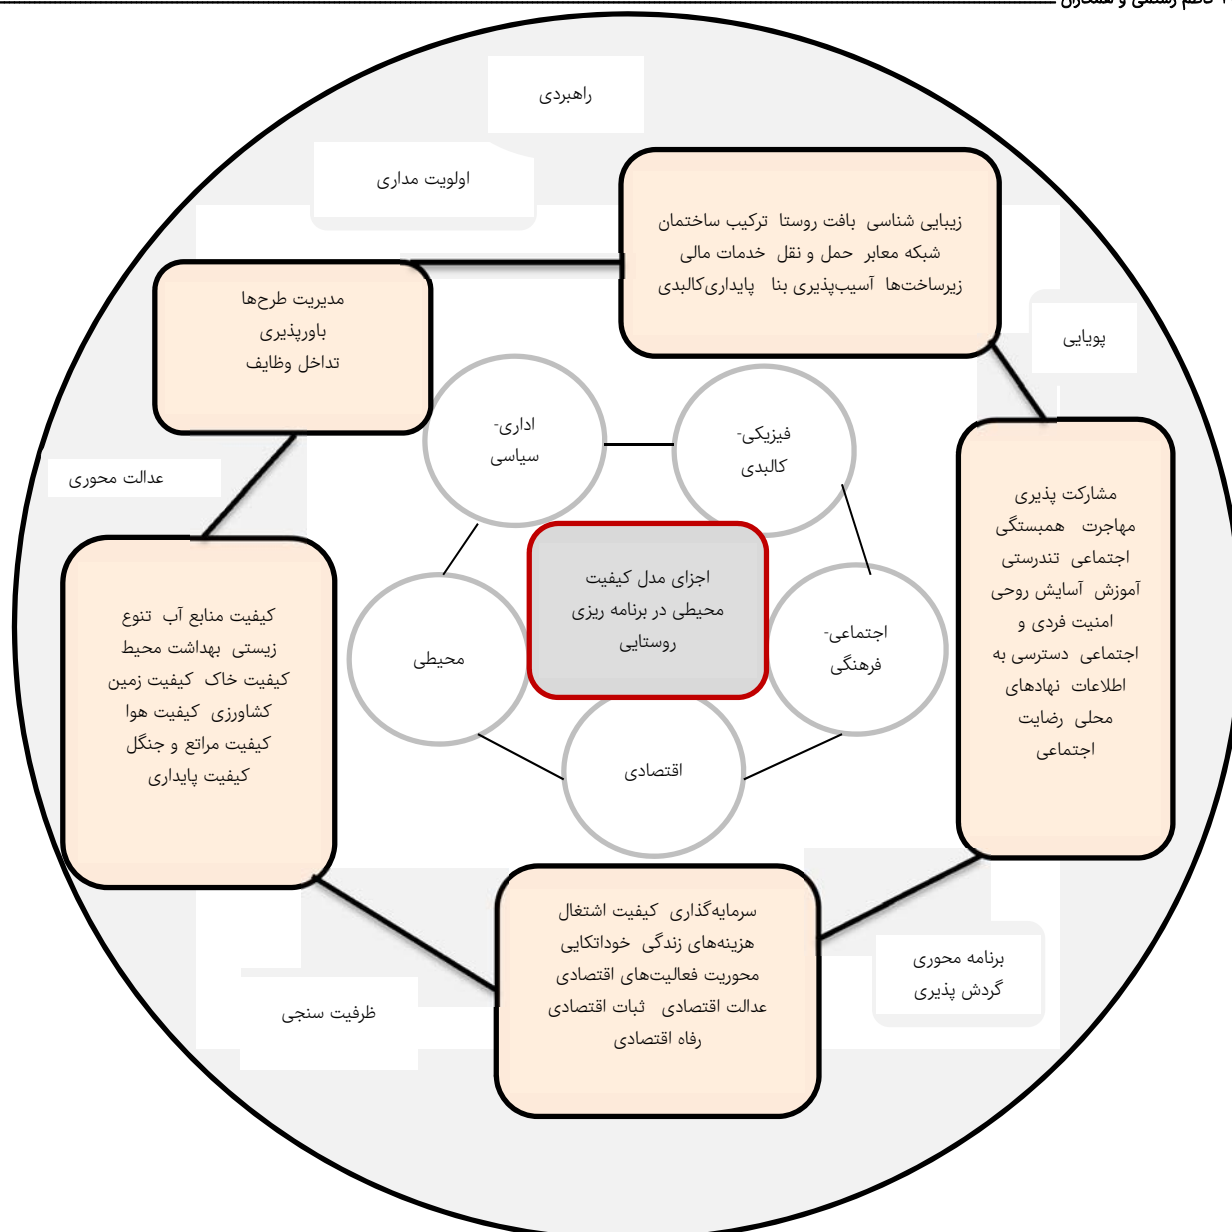 کاظم رستمی و همکاران
راهبردی
اولویت مداری
زیبایی شناسی  بافت روستا  ترکیب ساختمان
شبکه معابر  حمل و نقل  خدمات مالی
زیرساخت‌ها  آسیب‌پذیری بنا  پایداری‌کالبدی
مدیریت طرح‌ها
باورپذیری
تداخل وظایف
پویایی
اداری-
سیاسی
فیزیکی-
کالبدی
عدالت محوری
مشارکت پذیری
مهاجرت  همبستگی
اجتماعی  تندرستی
آموزش  آسایش روحی
امنیت فردی و
اجتماعی  دسترسی به
اطلاعات  نهادهای
محلی  رضایت
اجتماعی
اجزای مدل کیفیت
محیطی در برنامه ریزی
روستایی
کیفیت منابع آب  تنوع
زیستی  بهداشت محیط
کیفیت خاک  کیفیت زمین
کشاورزی  کیفیت هوا
کیفیت مراتع و جنگل
کیفیت پایداری
اجتماعی-
فرهنگی
محیطی
اقتصادی
سرمایه‌گذاری  کیفیت اشتغال
هزینه‌های زندگی  خوداتکایی
محوریت فعالیت‌های اقتصادی
عدالت اقتصادی  ثبات اقتصادی
رفاه اقتصادی
برنامه محوری
گردش پذیری
ظرفیت سنجی